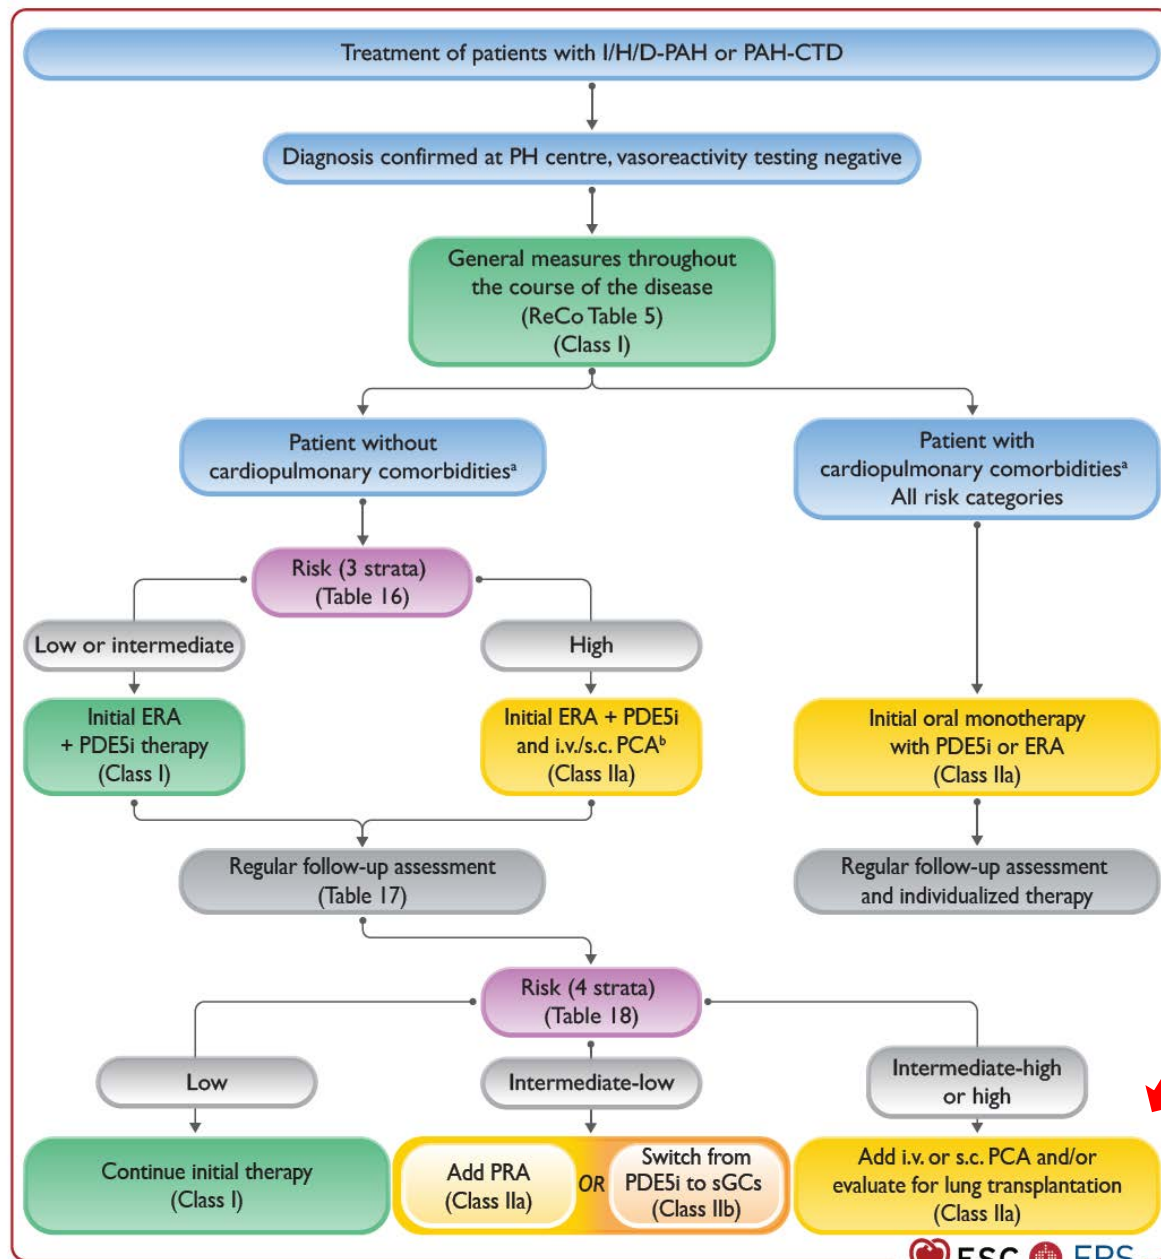 Treatment of patients with I/H/D-PAH or PAH-CTD
Diagnosis confirmed at PH centre, vasoreactivity testing negative
General measures throughout
the course of the disease
(ReCo Table 5)
(Class I)
Patient without
cardiopulmonary comorbiditiesᵃ
Patient with
cardiopulmonary comorbiditiesᵃ
All risk categories
Risk (3 strata)
(Table 16)
Low or intermediate
High
Initial ERA
+ PDE5i therapy
(Class I)
Initial ERA + PDE5i
and i.v./s.c. PCAᵇ
(Class IIa)
Initial oral monotherapy
with PDE5i or ERA
(Class IIa)
Regular follow-up assessment
(Table 17)
Regular follow-up assessment
and individualized therapy
Risk (4 strata)
(Table 18)
Low
Intermediate-low
Intermediate-high
or high
Continue initial therapy
(Class I)
Add PRA
(Class IIa)
OR
Switch from
PDE5i to sGCs
(Class IIb)
Add i.v. or s.c. PCA and/or
evaluate for lung transplantation
(Class IIa)
ESC ERS